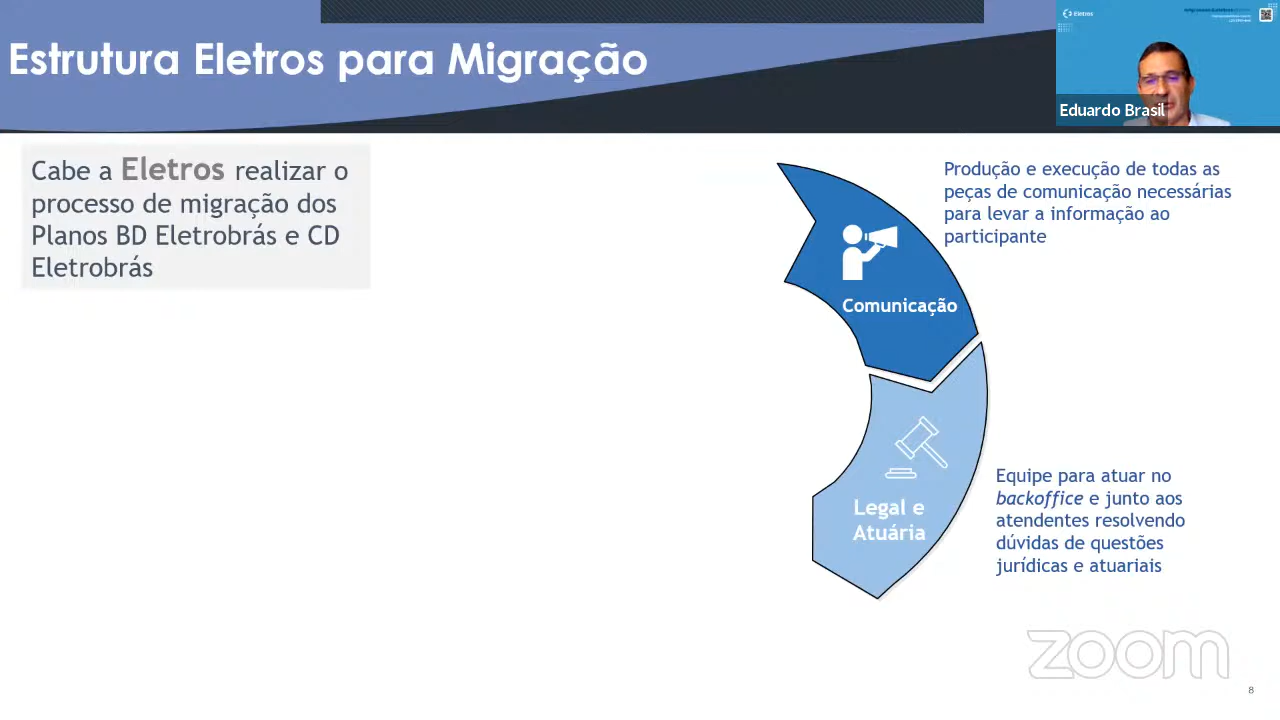 Estrutura Eletros para Migração
Eletros
Eduardo Brasil
Cabe a Eletros realizar o
processo de migração dos
Planos BD Eletrobrás e CD
Eletrobrás
Produção e execução de todas as
peças de comunicação necessárias
para levar a informação ao
participante
Comunicação
Legal e
Atuária
Equipe para atuar no
backoffice e junto aos
atendentes resolvendo
dúvidas de questões
jurídicas e atuariais
zoom
8